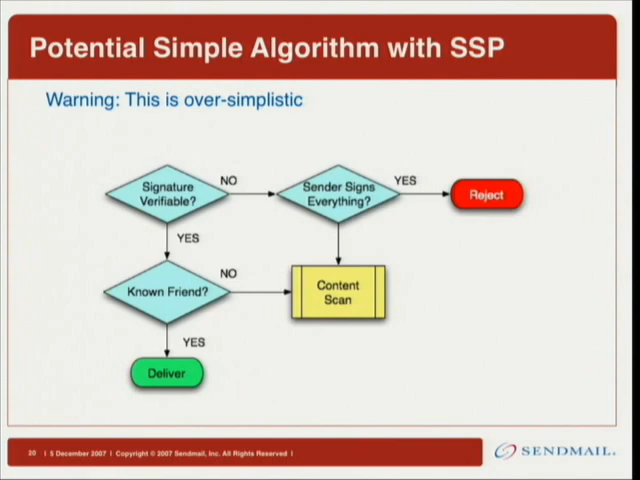 Potential Simple Algorithm with SSP
Warning: This is over-simplistic
Signature
Verifiable?
NO
Sender Signs
Everything?
YES
Reject
YES
Known Friend?
NO
Content
Scan
YES
Deliver
20 | 5 December 2007 | Copyright © 2007 Sendmail, Inc. All Rights Reserved |
SENDMAIL.